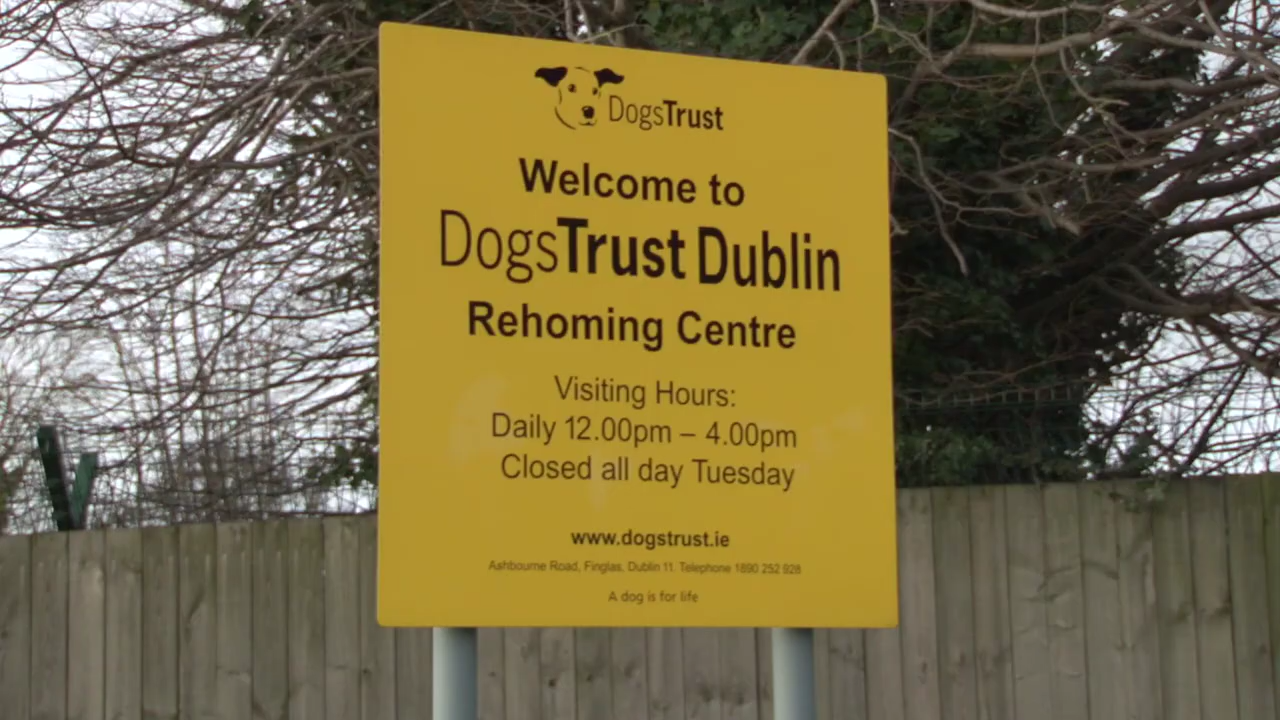 DogsTrust
Welcome to
DogsTrust Dublin
Rehoming Centre
Visiting Hours:
Daily 12.00pm – 4.00pm
Closed all day Tuesday
www.dogstrust.ie
Ashbourne Road, Finglas, Dublin 11. Telephone 1890 252 928
A dog is for life